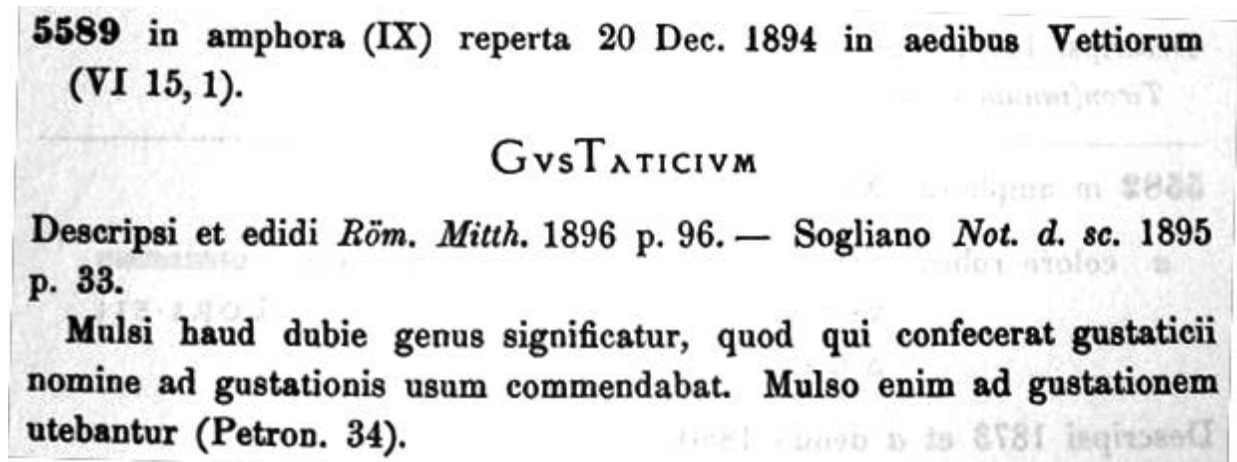 5589 in amphora (IX) reperta 20 Dec. 1894 in aedibus Vettiorum
(VI 15, 1).
GVSTATICIVM
Descripsi et edidi Röm. Mitth. 1896 p. 96. — Sogliano Not. d. sc. 1895
p. 33.
Mulsi haud dubie genus significatur, quod qui confecerat gustaticii
nomine ad gustationis usum commendabat. Mulso enim ad gustationem
utebantur (Petron. 34).